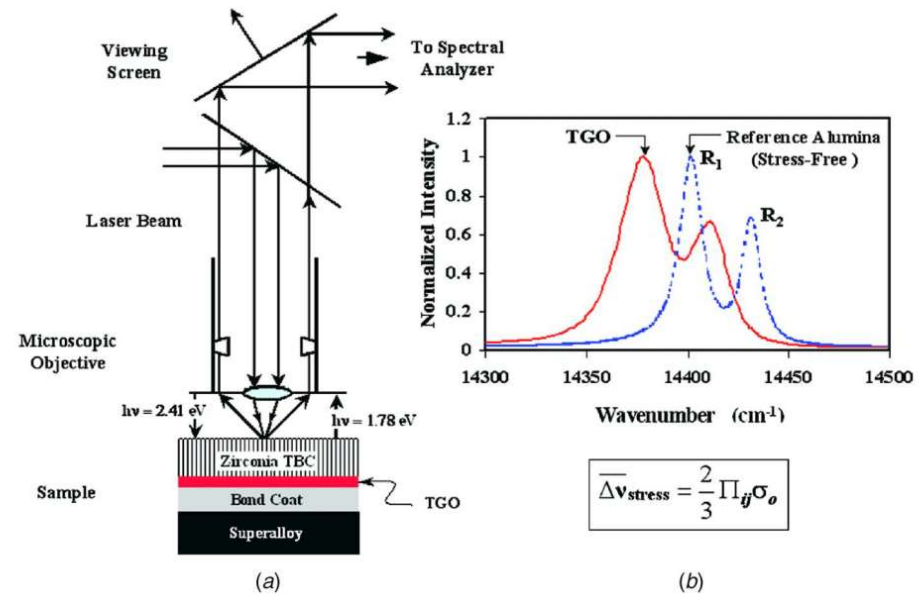 Viewing
Screen
To Spectral
Analyzer
Laser Beam
Microscopic
Objective
hν = 2.41 eV
hν = 1.78 eV
Zirconia TBC
Sample
TGO
Bond Coat
Superalloy
(a)
1.2
1
0.8
0.6
0.4
0.2
0
Normalized Intensity
TGO
Reference Alumina
(Stress-Free )
R₁
R₂
14300 14350 14400 14450 14500
Wavenumber (cm⁻¹)
Δν̅ stress = 2/3 Πij σo
(b)